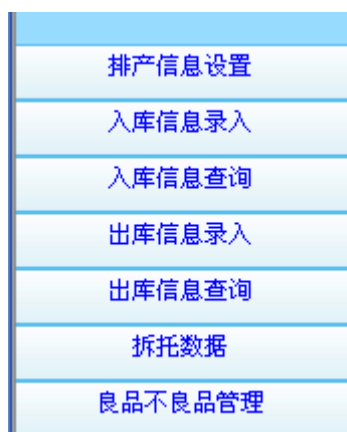 排产信息设置
入库信息录入
入库信息查询
出库信息录入
出库信息查询
拆托数据
良品不良品管理